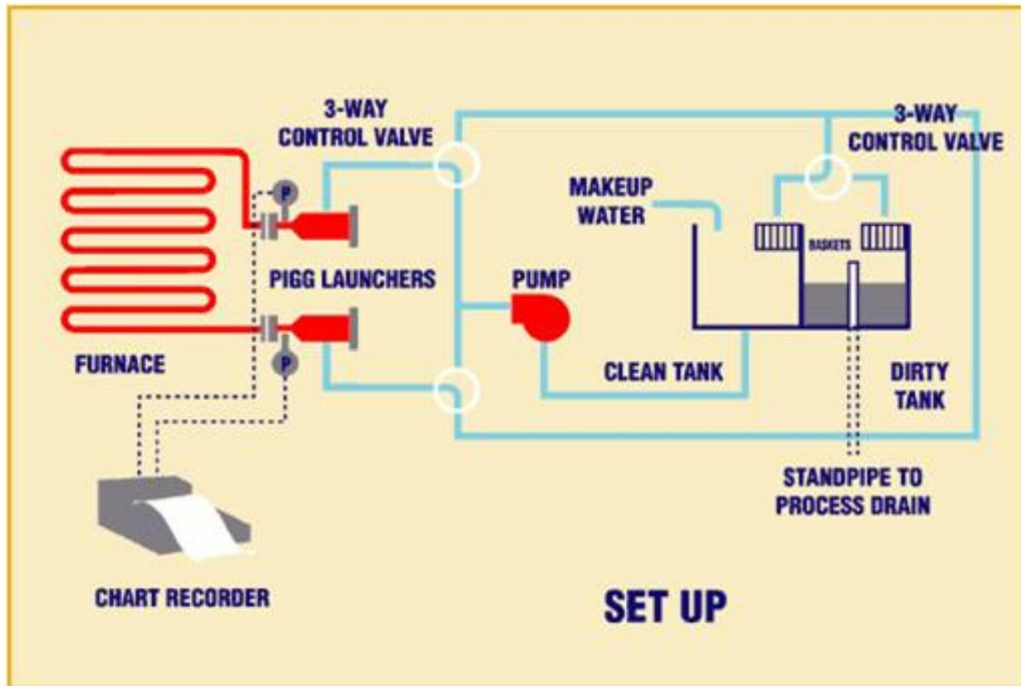 3-WAY
CONTROL VALVE
3-WAY
CONTROL VALVE
MAKEUP
WATER
P
BASKETS
PIGG LAUNCHERS
PUMP
P
FURNACE
CLEAN TANK
DIRTY
TANK
STANDPIPE TO
PROCESS DRAIN
CHART RECORDER
SET UP